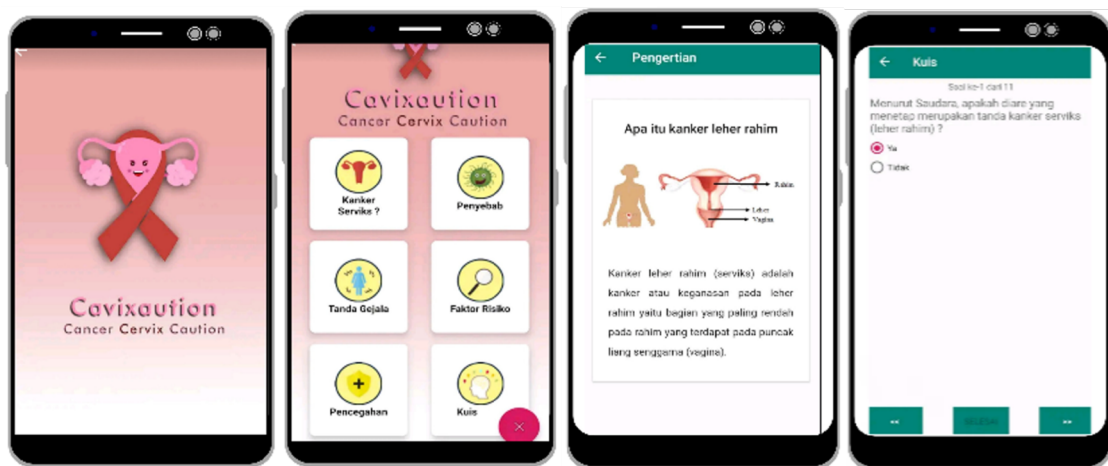 Cavixaution
Cancer Cervix Caution
Cavixaution
Cancer Cervix Caution
Kanker
Serviks ?
Penyebab
Tanda Gejala
Faktor Risiko
Pencegahan
Kuis
Pengertian
Apa itu kanker leher rahim
Rahim
Leher
Vagina
Kanker leher rahim (serviks) adalah
kanker atau keganasan pada leher
rahim yaitu bagian yang paling rendah
pada rahim yang terdapat pada puncak
liang senggama (vagina).
Kuis
Soal ke-1 dari 11
Menurut Saudara, apakah diare yang
menetap merupakan tanda kanker serviks
(leher rahim) ?
Ya
Tidak
<<
>>